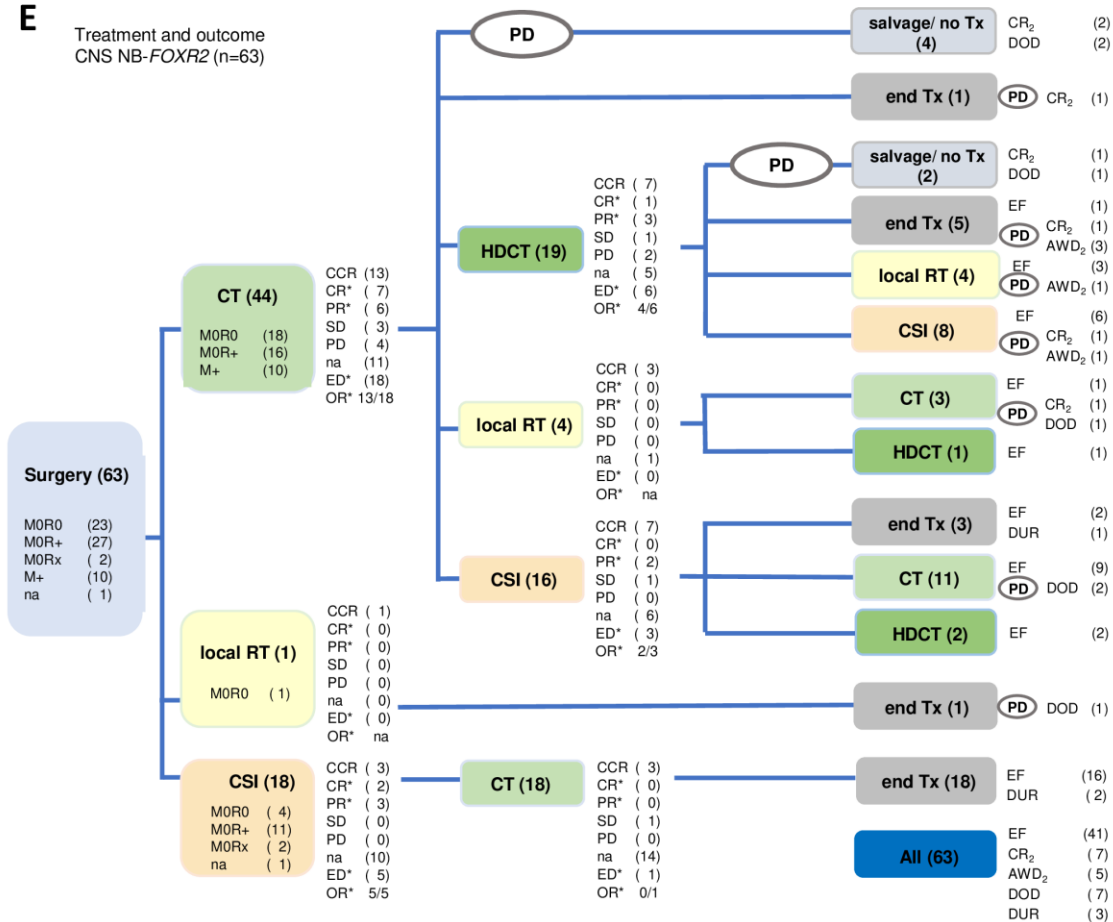 E
Treatment and outcome
CNS NB-FOXR2 (n=63)
Surgery (63)
M0R0 (23)
M0R+ (27)
M0Rx ( 2)
M+ (10)
na ( 1)
CT (44)
M0R0 (18)
M0R+ (16)
M+ (10)
CCR (13)
CR* ( 7)
PR* ( 6)
SD ( 3)
PD ( 4)
na (11)
ED* (18)
OR* 13/18
local RT (1)
M0R0 ( 1)
CCR ( 1)
CR* ( 0)
PR* ( 0)
SD ( 0)
PD ( 0)
na ( 0)
ED* ( 0)
OR* na
CSI (18)
M0R0 ( 4)
M0R+ (11)
M0Rx ( 2)
na ( 1)
CCR ( 3)
CR* ( 2)
PR* ( 3)
SD ( 0)
PD ( 0)
na (10)
ED* ( 5)
OR* 5/5
PD
HDCT (19)
CCR ( 7)
CR* ( 1)
PR* ( 3)
SD ( 1)
PD ( 2)
na ( 5)
ED* ( 6)
OR* 4/6
local RT (4)
CCR ( 3)
CR* ( 0)
PR* ( 0)
SD ( 0)
PD ( 0)
na ( 1)
ED* ( 0)
OR* na
CSI (16)
CCR ( 7)
CR* ( 0)
PR* ( 2)
SD ( 1)
PD ( 0)
na ( 6)
ED* ( 3)
OR* 2/3
CT (18)
CCR ( 3)
CR* ( 0)
PR* ( 0)
SD ( 1)
PD ( 0)
na (14)
ED* ( 1)
OR* 0/1
salvage/ no Tx
(4)
CR2 (2)
DOD (2)
end Tx (1)
PD CR2 (1)
PD
salvage/ no Tx
(2)
CR2 (1)
DOD (1)
end Tx (5)
EF (1)
PD CR2 (1)
AWD2 (3)
local RT (4)
EF (3)
PD AWD2 (1)
CSI (8)
EF (6)
PD CR2 (1)
AWD2 (1)
CT (3)
EF (1)
PD CR2 (1)
DOD (1)
HDCT (1)
EF (1)
end Tx (3)
EF (2)
DUR (1)
CT (11)
EF (9)
PD DOD (2)
HDCT (2)
EF (2)
end Tx (1)
PD DOD (1)
end Tx (18)
EF (16)
DUR ( 2)
All (63)
EF (41)
CR2 ( 7)
AWD2 ( 5)
DOD ( 7)
DUR ( 3)